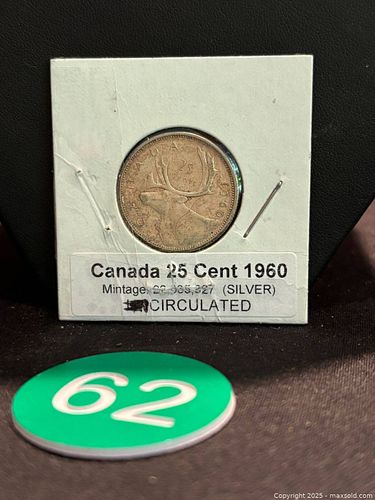 Canada 25 Cent 1960
Mintage: (SILVER)
CIRCULATED
62
Copyright 2025 - maxsold.com